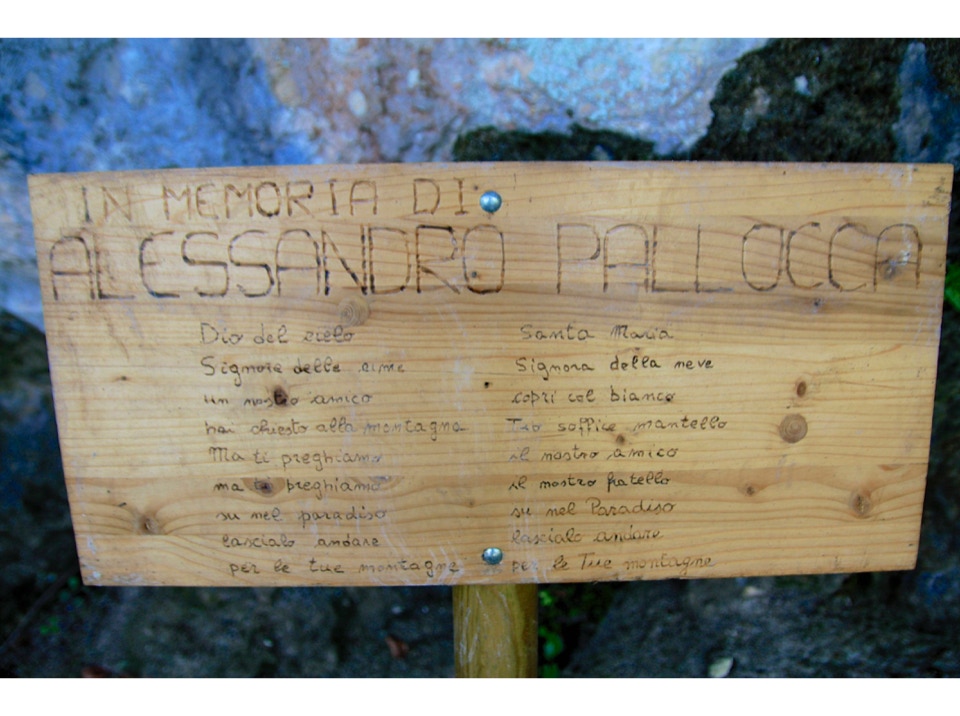 IN MEMORIA DI:
ALESSANDRO PALLOCCA
Dio del cielo
Signore delle cime
un nostro amico
hai chiesto alla montagna
Ma ti preghiamo
ma ti preghiamo
su nel paradiso
lascialo andare
per le tue montagne
Santa Maria
Signora della neve
copri col bianco
Tuo soffice mantello
il nostro amico
il nostro fratello
su nel Paradiso
lascialo andare
per le Tue montagne